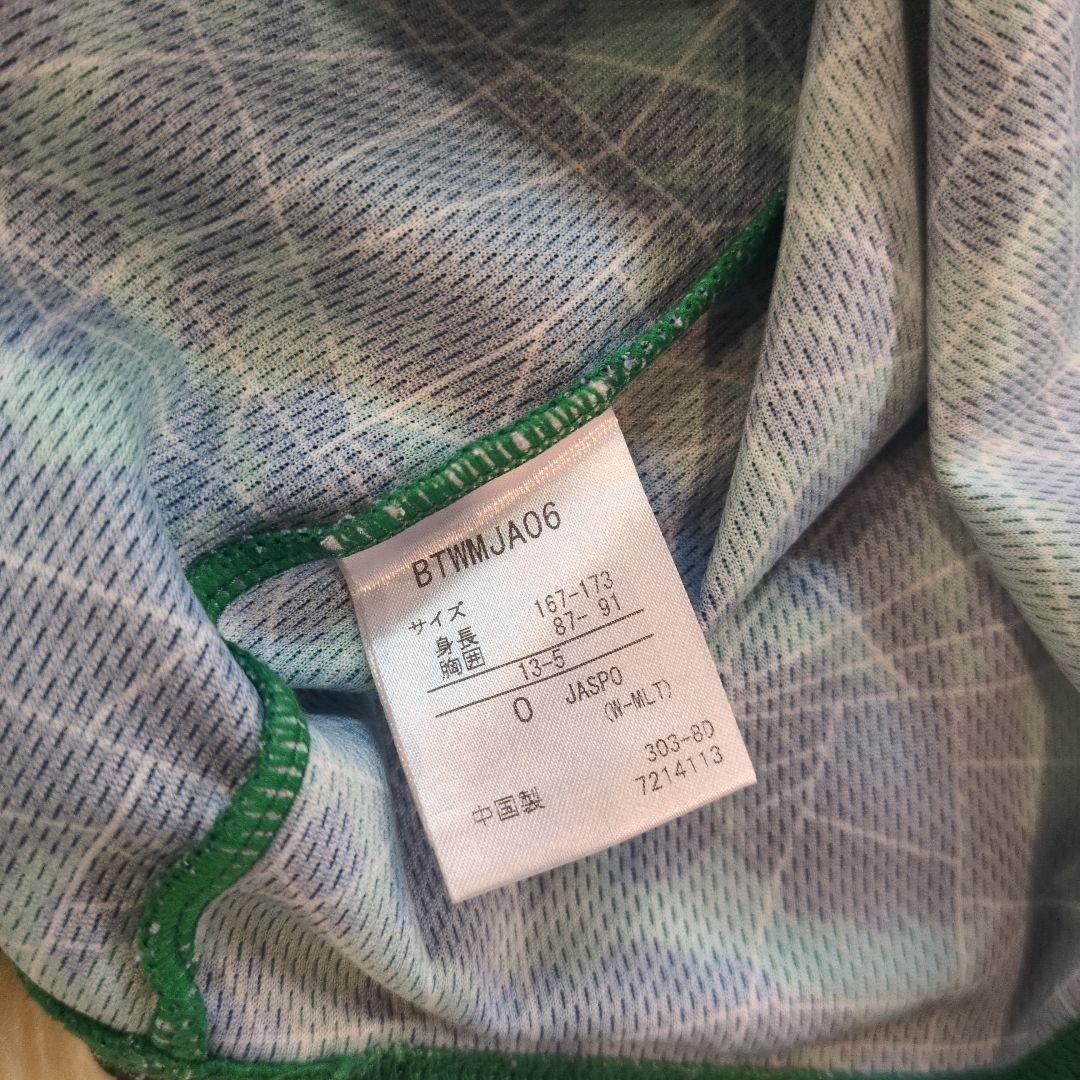 BTWMJA06
サイズ
身長 167-173
胸囲 87- 91
13-5
O JASPO
(W-MLT)
303-8D
7214113
中国製